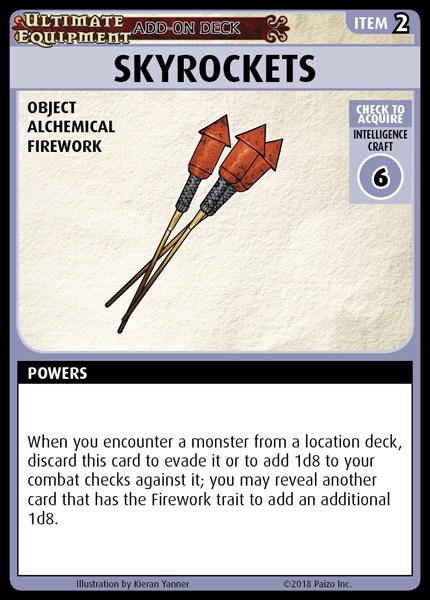 ULTIMATE
EQUIPMENT
ADD-ON DECK
ITEM 2
SKYROCKETS
OBJECT
ALCHEMICAL
FIREWORK
CHECK TO
ACQUIRE
INTELLIGENCE
CRAFT
6
POWERS
When you encounter a monster from a location deck,
discard this card to evade it or to add 1d8 to your
combat checks against it; you may reveal another
card that has the Firework trait to add an additional
1d8.
Illustration by Kieran Yanner
©2018 Paizo Inc.